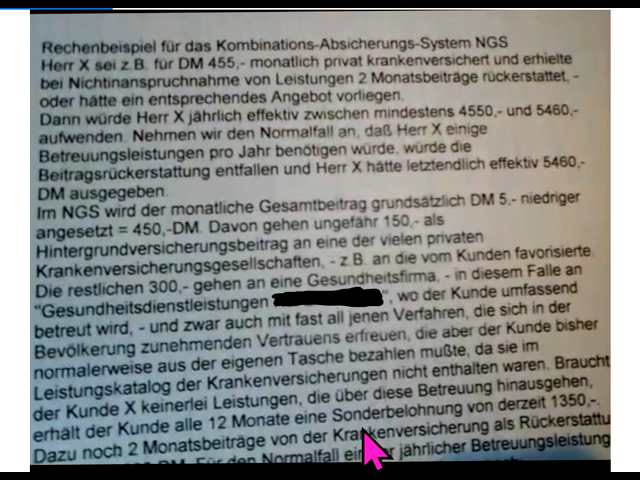 Rechenbeispiel für das Kombinations-Absicherungs-System NGS
Herr X sei z.B. für DM 455,- monatlich privat krankenversichert und erhielte
bei Nichtinanspruchnahme von Leistungen 2 Monatsbeiträge rückerstattet, -
oder hätte ein entsprechendes Angebot vorliegen.
Dann würde Herr X jährlich effektiv zwischen mindestens 4550,- und 5460,-
aufwenden. Nehmen wir den Normalfall an, daß Herr X einige
Betreuungsleistungen pro Jahr benötigen würde, würde die
Beitragsrückerstattung entfallen und Herr X hätte letztendlich effektiv 5460,-
DM ausgegeben.
Im NGS wird der monatliche Gesamtbeitrag grundsätzlich DM 5,- niedriger
angesetzt = 450,-DM. Davon gehen ungefähr 150,- als
Hintergrundversicherungsbeitrag an eine der vielen privaten
Krankenversicherungsgesellschaften, - z.B. an die vom Kunden favorisierte.
Die restlichen 300,- gehen an eine Gesundheitsfirma, - in diesem Falle an
"Gesundheitsdienstleistungen ", wo der Kunde umfassend
betreut wird, - und zwar auch mit fast all jenen Verfahren, die sich in der
Bevölkerung zunehmenden Vertrauens erfreuen, die aber der Kunde bisher
normalerweise aus der eigenen Tasche bezahlen mußte, da sie im
Leistungskatalog der Krankenversicherungen nicht enthalten waren. Braucht
der Kunde X keinerlei Leistungen, die über diese Betreuung hinausgehen,
erhält der Kunde alle 12 Monate eine Sonderbelohnung von derzeit 1350,-.
Dazu noch 2 Monatsbeiträge von der Krankenversicherung als Rückerstattu
DM. Für den Normalfall jährlicher Betreuungsleistung